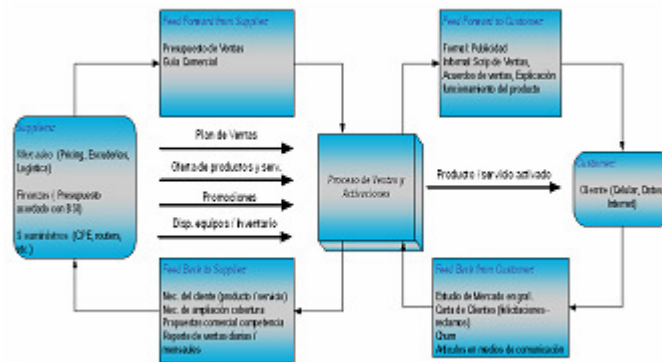 Feed Forward from Supplier:
Presupuesto de Ventas
Guía Comercial
Feed Forward to Customer:
Formal: Publicidad
Informal: Scrip de Ventas,
Acuerdos de ventas, Explicación
funcionamiento del producto
Suppliers:
Mercadeo (Pricing,
Logística)
Finanzas ( Presupuesto
acordado con BSI)
Suministros (CPE, routers,
etc.)
Plan de Ventas
Oferta de productos y serv.
Promociones
Disp. equipos / Inventario
Proceso de Ventas y
Activaciones
Producto / servicio activado
Customer:
Cliente (Celular, Datos,
Internet)
Feed Back to Supplier:
Nec. del cliente (producto / servicio)
Nec. de ampliación cobertura
Propuestas comercial competencia
Reporte de ventas diarias /
mensuales
Feed Back from Customer:
Estudio de Mercado en gral.
Carta de Clientes (felicitaciones-
reclamos)
Churn
Artículos en medios de comunicación